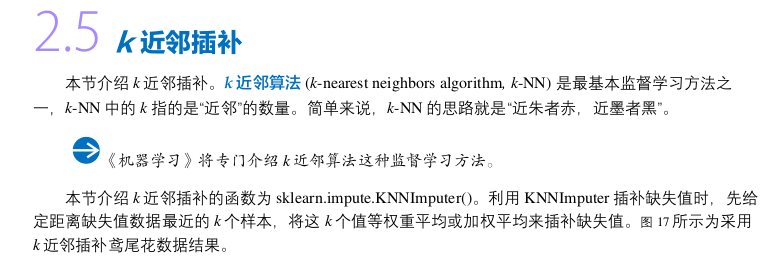 2.5 k 近邻插补
本节介绍 k 近邻插补。k 近邻算法 (k-nearest neighbors algorithm, k-NN) 是最基本监督学习方法之
一，k-NN 中的 k 指的是“近邻”的数量。简单来说，k-NN 的思路就是“近朱者赤，近墨者黑”。
《机器学习》将专门介绍 k 近邻算法这种监督学习方法。
本节介绍 k 近邻插补的函数为 sklearn.impute.KNNImputer()。利用 KNNImputer 插补缺失值时，先给
定距离缺失值数据最近的 k 个样本，将这 k 个值等权重平均或加权平均来插补缺失值。图 17 所示为采用
k 近邻插补鸢尾花数据结果。